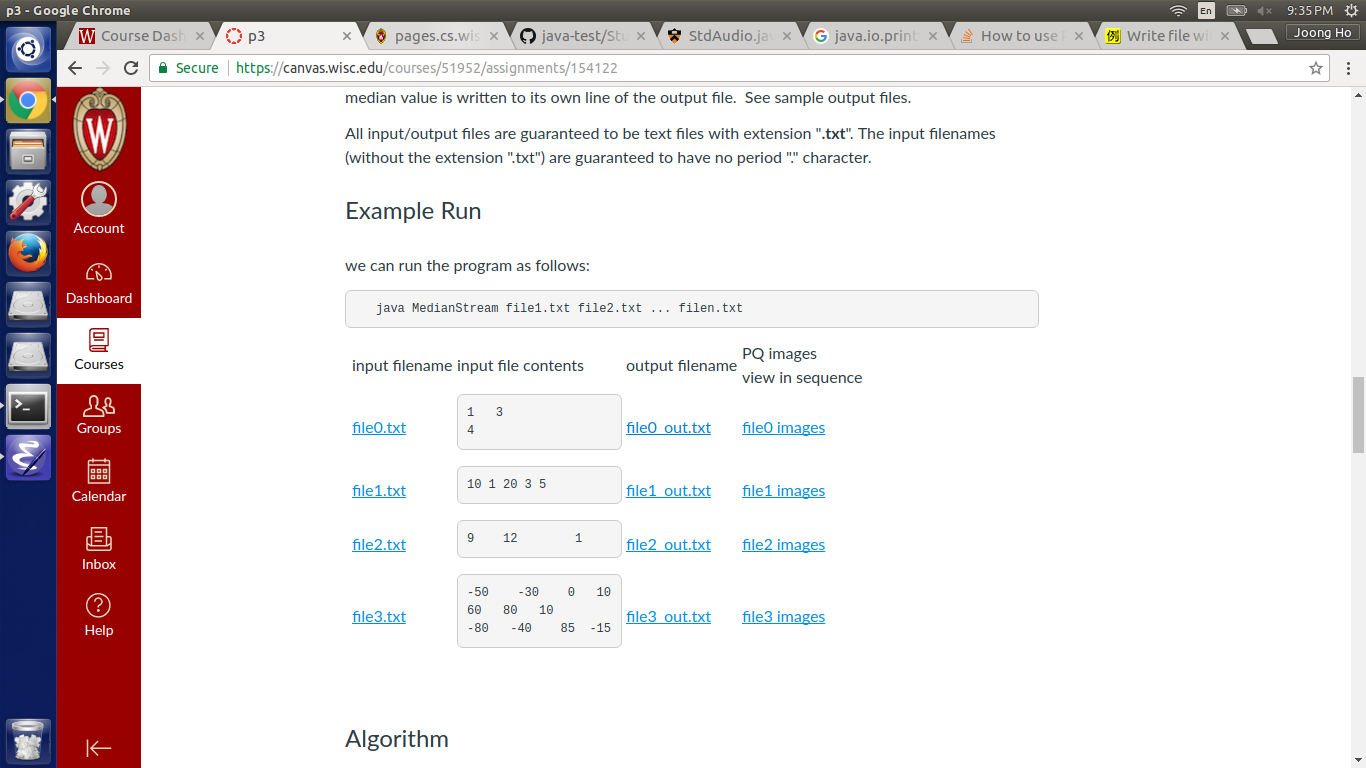 p3 - Google Chrome
En
9:35 PM
Course Dash
p3
pages.cs.wis
java-test/Stu
StdAudio.jav
java.io.print
How to use
Write file wi
Joong Ho
Secure
https://canvas.wisc.edu/courses/51952/assignments/154122
W
Account
Dashboard
Courses
Groups
Calendar
Inbox
Help
median value is written to its own line of the output file.  See sample output files.
All input/output files are guaranteed to be text files with extension ".txt". The input filenames
(without the extension ".txt") are guaranteed to have no period "." character.
Example Run
we can run the program as follows:
java MedianStream file1.txt file2.txt ... filen.txt
input filename input file contents output filename PQ images
view in sequence
file0.txt
1   3
4
file0_out.txt
file0 images
file1.txt
10 1 20 3 5
file1_out.txt
file1 images
file2.txt
9    12        1
file2_out.txt
file2 images
file3.txt
-50    -30    0   10
60   80   10
-80   -40    85  -15
file3_out.txt
file3 images
Algorithm